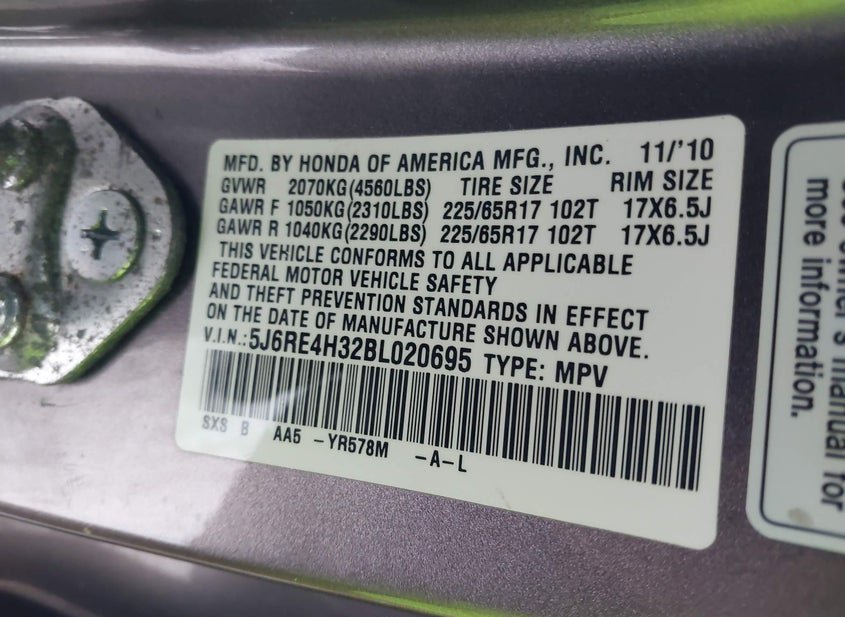 MFD. BY HONDA OF AMERICA MFG., INC. 11/'10
GVWR 2070KG(4560LBS) TIRE SIZE RIM SIZE
GAWR F 1050KG(2310LBS) 225/65R17 102T 17X6.5J
GAWR R 1040KG(2290LBS) 225/65R17 102T 17X6.5J
THIS VEHICLE CONFORMS TO ALL APPLICABLE
FEDERAL MOTOR VEHICLE SAFETY
AND THEFT PREVENTION STANDARDS IN EFFECT
ON THE DATE OF MANUFACTURE SHOWN ABOVE.
V.I.N.:5J6RE4H32BL020695 TYPE: MPV
SXS B AA5 -YR578M -A-L
owner's manual for
more information.